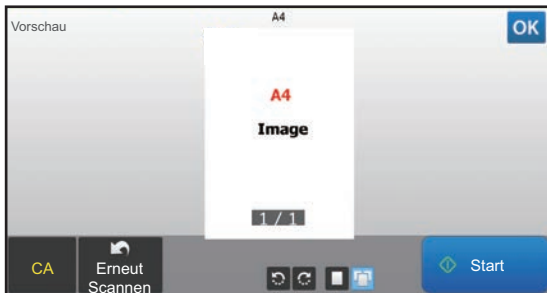 A4
Vorschau
OK
A4
Image
1 / 1
CA
Erneut
Scannen
Start